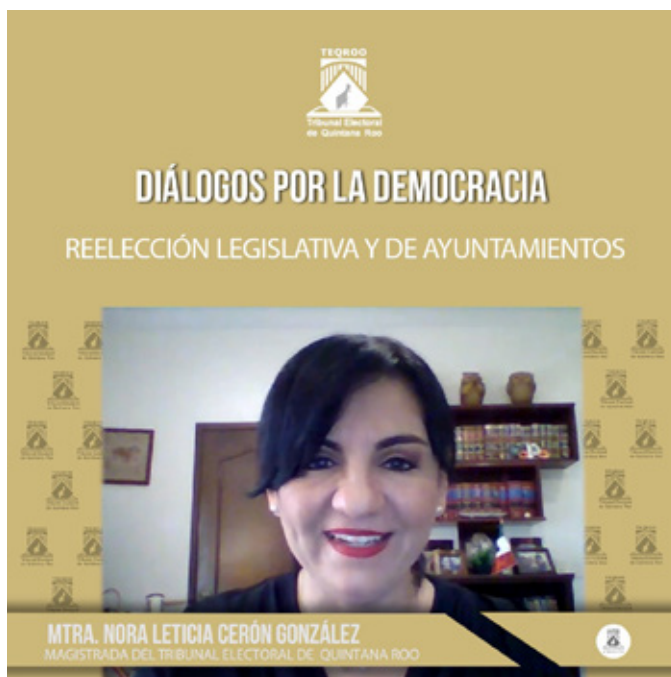 TEQROO
Tribunal Electoral
de Quintana Roo
DIÁLOGOS POR LA DEMOCRACIA
REELECCIÓN LEGISLATIVA Y DE AYUNTAMIENTOS
MTRA. NORA LETICIA CERÓN GONZÁLEZ
MAGISTRADA DEL TRIBUNAL ELECTORAL DE QUINTANA ROO